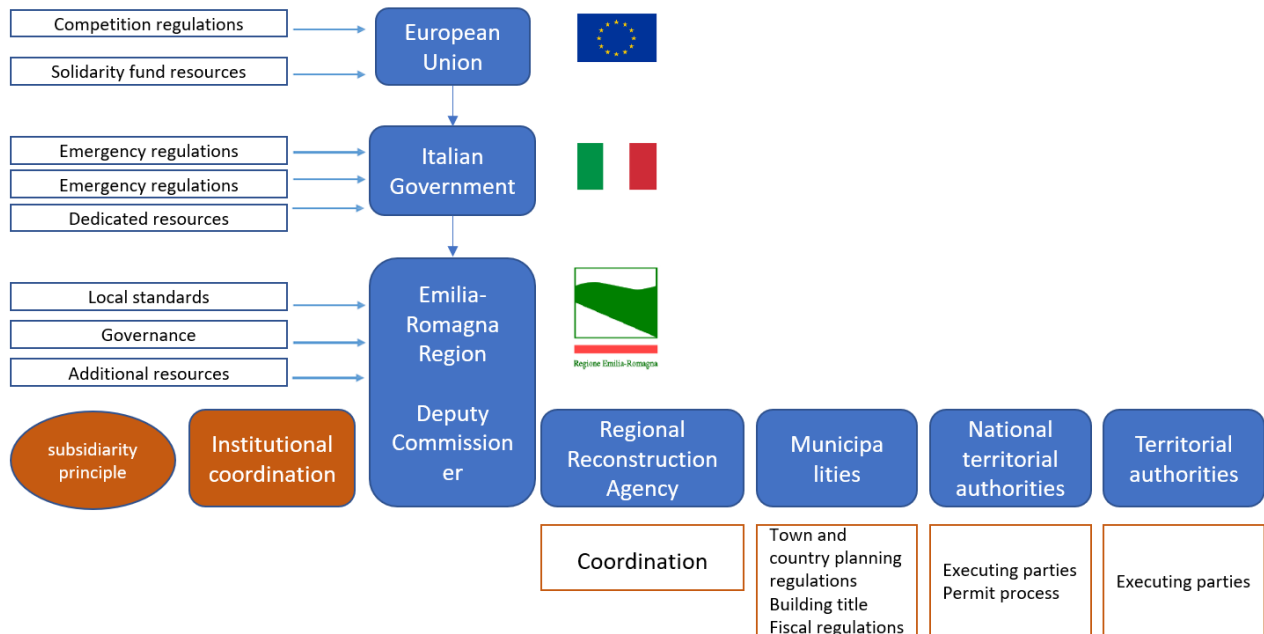 Competition regulations
Solidarity fund resources
European
Union
Emergency regulations
Emergency regulations
Dedicated resources
Italian
Government
Local standards
Governance
Additional resources
Emilia-
Romagna
Region
Deputy
Commission
er
Regione Emilia-Romagna
subsidiarity
principle
Institutional
coordination
Regional
Reconstruction
Agency
Municipa
lities
National
territorial
authorities
Territorial
authorities
Coordination
Town and
country planning
regulations
Building title
Fiscal regulations
Executing parties
Permit process
Executing parties